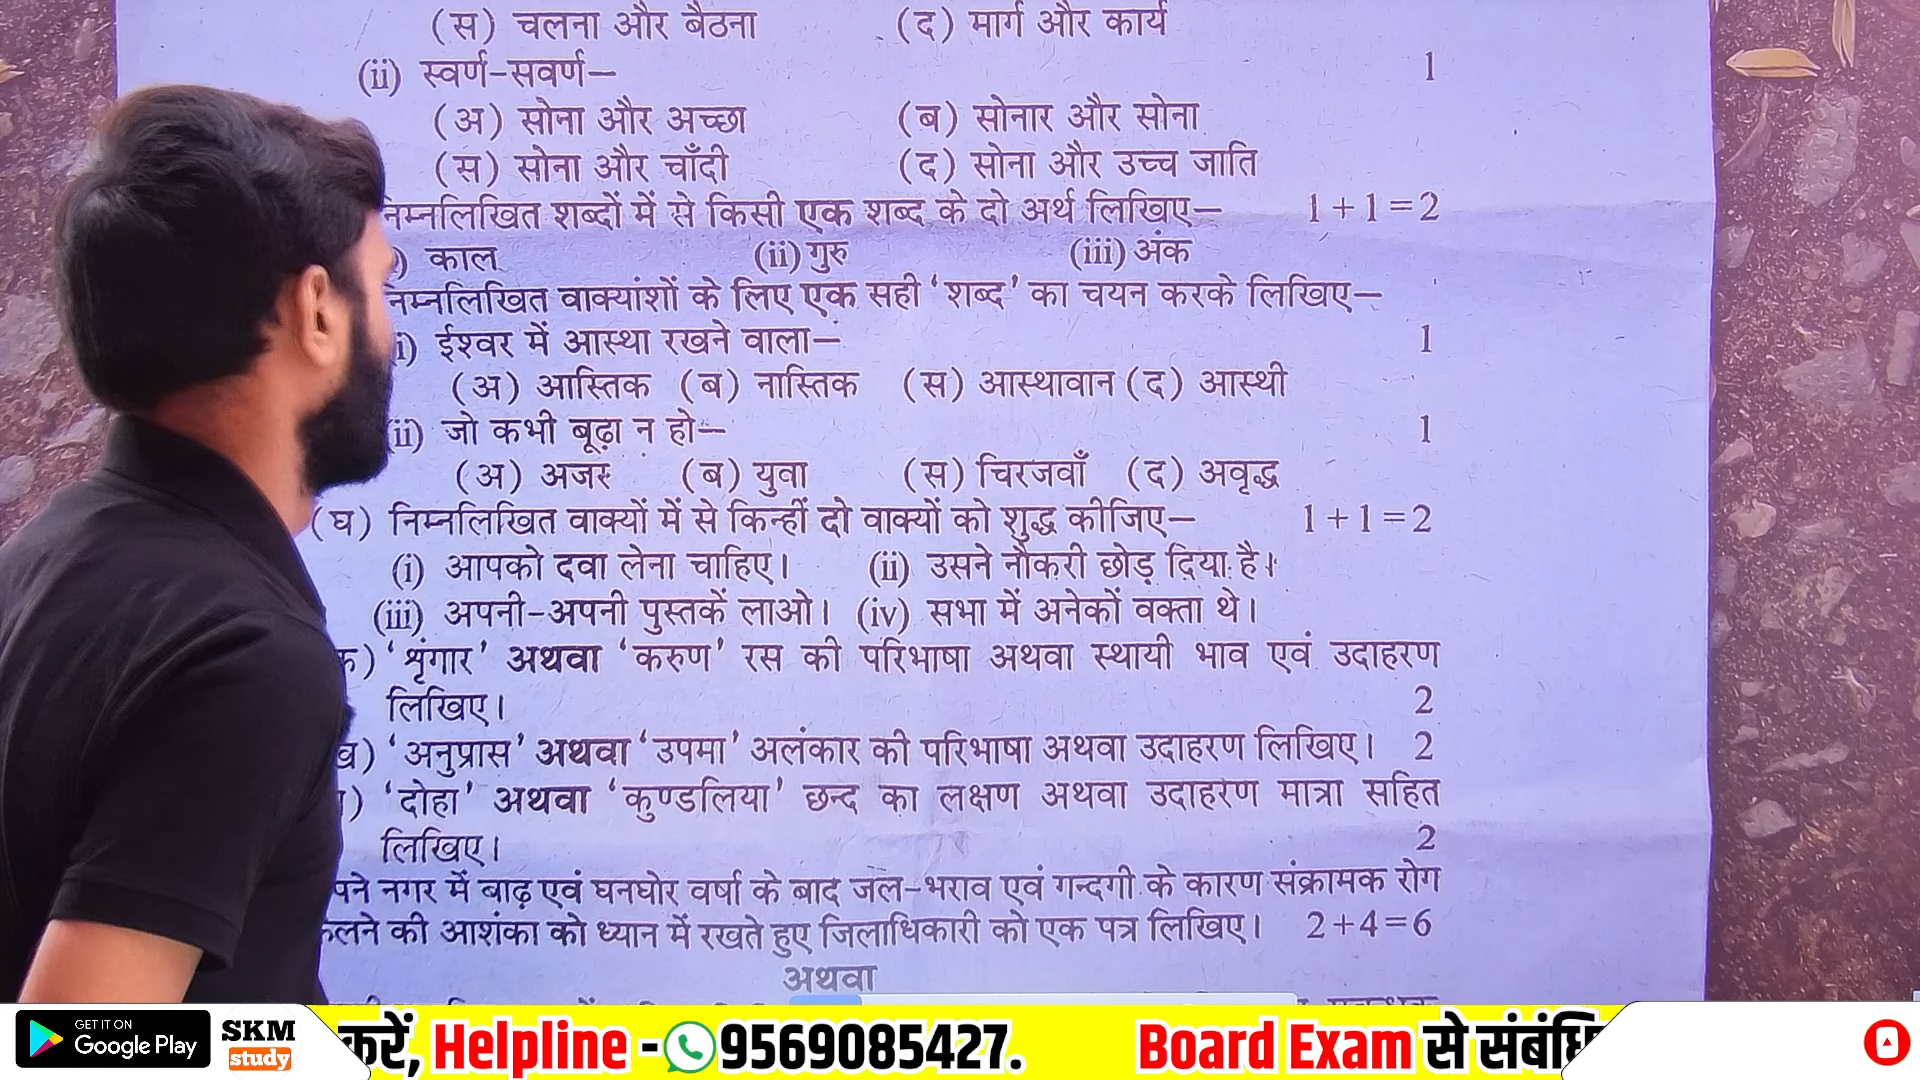 (स) चलना और बैठना (द) मार्ग और कार्य
(ii) स्वर्ण-सवर्ण— 1
(अ) सोना और अच्छा (ब) सोनार और सोना
(स) सोना और चाँदी (द) सोना और उच्च जाति
शब्दों में से किसी एक शब्द के दो अर्थ लिखिए— 1+1=2
काल (ii) गुरु (iii) अंक
वाक्यांशों के लिए एक सही 'शब्द' का चयन करके लिखिए—
ईश्वर में आस्था रखने वाला— 1
(अ) आस्तिक (ब) नास्तिक (स) आस्थावान (द) आस्थी
(ii) जो कभी बूढ़ा न हो— 1
(अ) अजर (ब) युवा (स) चिरजवाँ (द) अवृद्ध
(घ) निम्नलिखित वाक्यों में से किन्हीं दो वाक्यों को शुद्ध कीजिए— 1+1=2
(i) आपको दवा लेना चाहिए। (ii) उसने नौकरी छोड़ दिया है।
(iii) अपनी-अपनी पुस्तकें लाओ। (iv) सभा में अनेकों वक्ता थे।
क) 'शृंगार' अथवा 'करुण' रस की परिभाषा अथवा स्थायी भाव एवं उदाहरण
लिखिए। 2
ख) 'अनुप्रास' अथवा 'उपमा' अलंकार की परिभाषा अथवा उदाहरण लिखिए। 2
) 'दोहा' अथवा 'कुण्डलिया' छन्द का लक्षण अथवा उदाहरण मात्रा सहित
लिखिए। 2
पने नगर में बाढ़ एवं घनघोर वर्षा के बाद जल-भराव एवं गन्दगी के कारण संक्रामक रोग
लने की आशंका को ध्यान में रखते हुए जिलाधिकारी को एक पत्र लिखिए। 2+4=6
अथवा
GET IT ON
Google Play
SKM
study
करें, Helpline - 9569085427. Board Exam से संबंधि